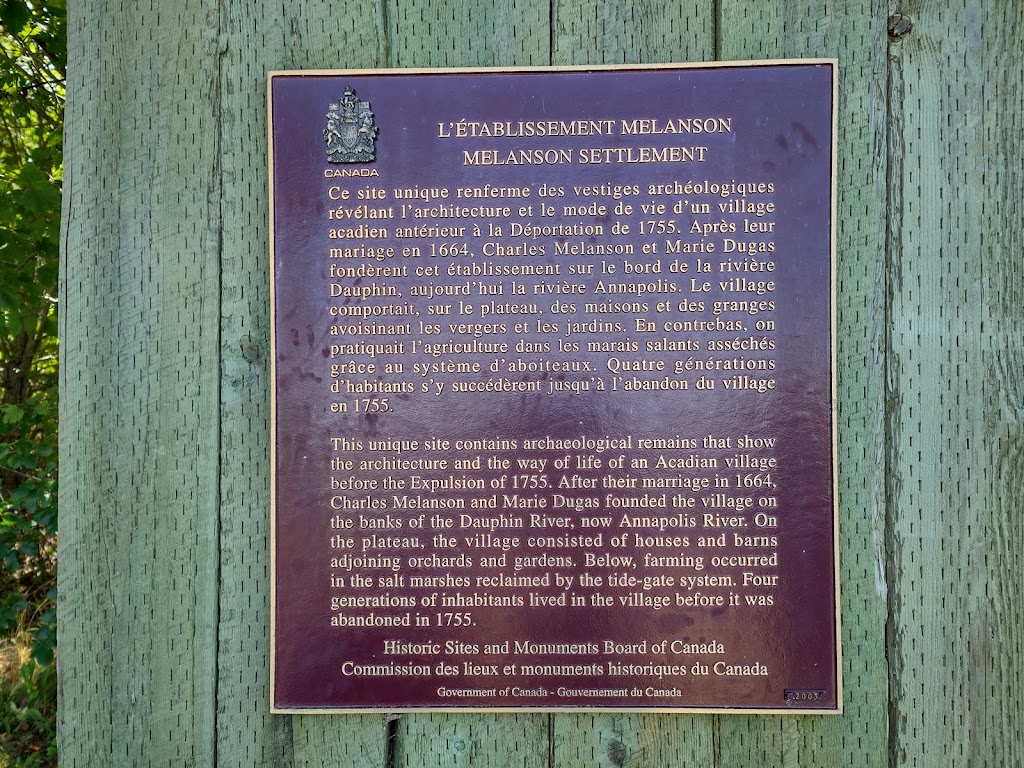 CANADA
L'ÉTABLISSEMENT MELANSON
MELANSON SETTLEMENT
Ce site unique renferme des vestiges archéologiques
révélant l'architecture et le mode de vie d'un village
acadien antérieur à la Déportation de 1755. Après leur
mariage en 1664, Charles Melanson et Marie Dugas
fondèrent cet établissement sur le bord de la rivière
Dauphin, aujourd'hui la rivière Annapolis. Le village
comportait, sur le plateau, des maisons et des granges
avoisinant les vergers et les jardins. En contrebas, on
pratiquait l'agriculture dans les marais salants asséchés
grâce au système d'aboiteaux. Quatre générations
d'habitants s'y succédèrent jusqu'à l'abandon du village
en 1755.
This unique site contains archaeological remains that show
the architecture and the way of life of an Acadian village
before the Expulsion of 1755. After their marriage in 1664,
Charles Melanson and Marie Dugas founded the village on
the banks of the Dauphin River, now Annapolis River. On
the plateau, the village consisted of houses and barns
adjoining orchards and gardens. Below, farming occurred
in the salt marshes reclaimed by the tide-gate system. Four
generations of inhabitants lived in the village before it was
abandoned in 1755.
Historic Sites and Monuments Board of Canada
Commission des lieux et monuments historiques du Canada
Government of Canada - Gouvernement du Canada
2003